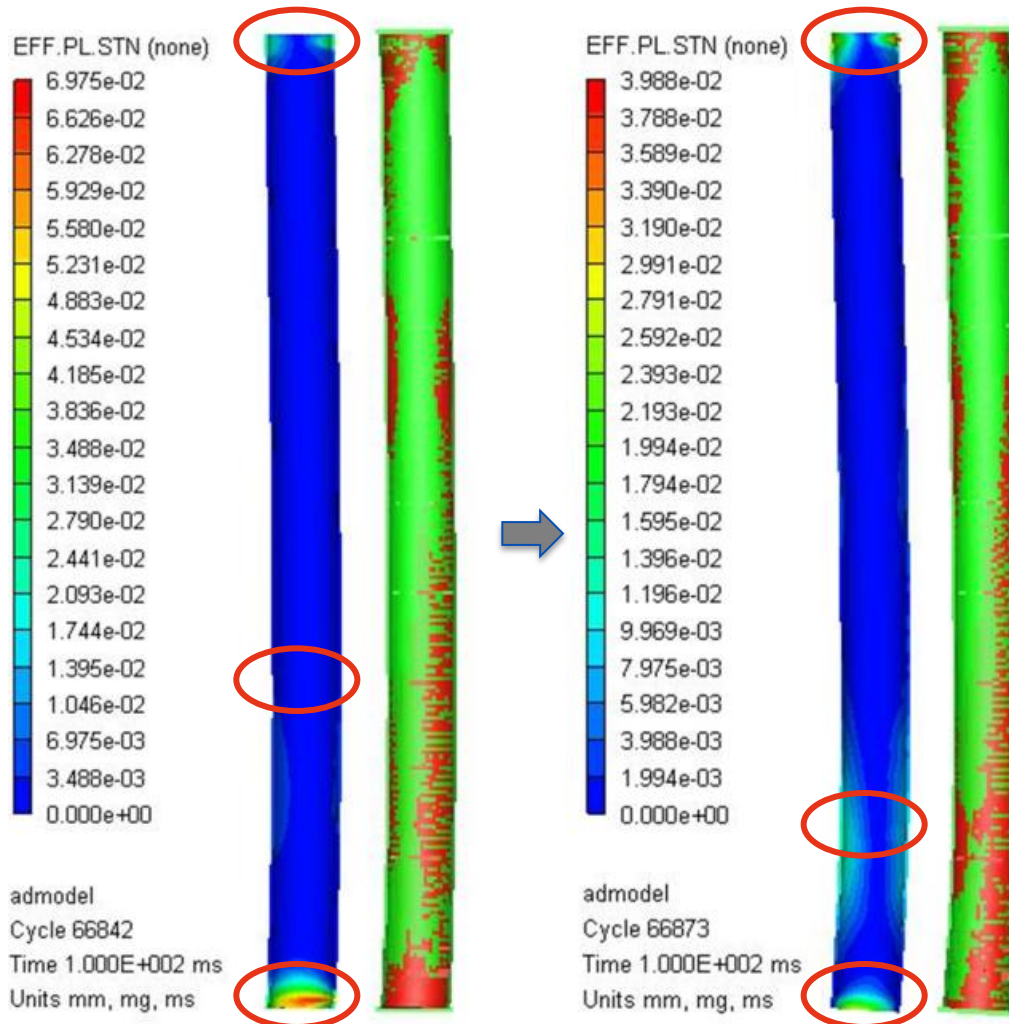 EFF.PL.STN (none)
6.975e-02
6.626e-02
6.278e-02
5.929e-02
5.580e-02
5.231e-02
4.883e-02
4.534e-02
4.185e-02
3.836e-02
3.488e-02
3.139e-02
2.790e-02
2.441e-02
2.093e-02
1.744e-02
1.395e-02
1.046e-02
6.975e-03
3.488e-03
0.000e+00
admodel
Cycle 66842
Time 1.000E+002 ms
Units mm, mg, ms
EFF.PL.STN (none)
3.988e-02
3.788e-02
3.589e-02
3.390e-02
3.190e-02
2.991e-02
2.791e-02
2.592e-02
2.393e-02
2.193e-02
1.994e-02
1.794e-02
1.595e-02
1.396e-02
1.196e-02
9.969e-03
7.975e-03
5.982e-03
3.988e-03
1.994e-03
0.000e+00
admodel
Cycle 66873
Time 1.000E+002 ms
Units mm, mg, ms